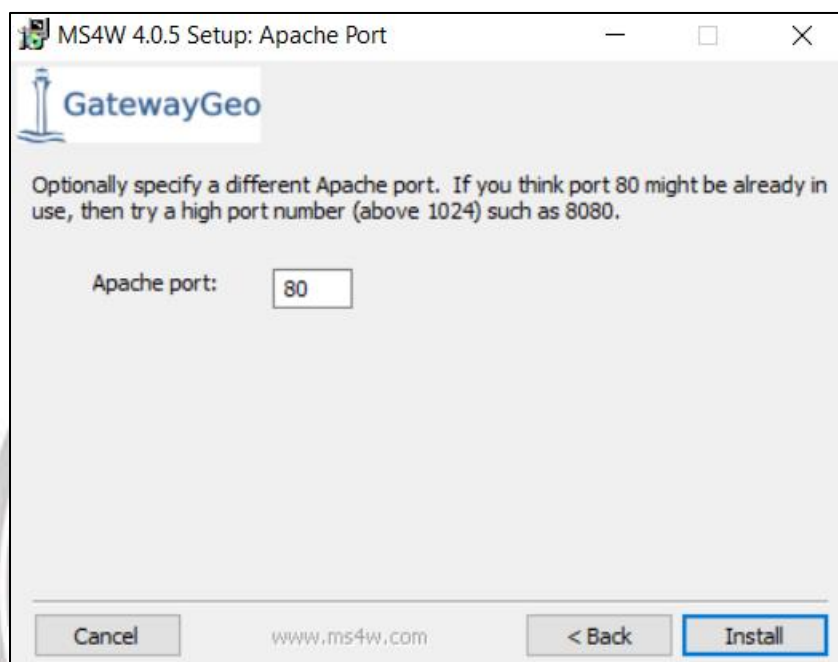 MS4W 4.0.5 Setup: Apache Port
GatewayGeo
Optionally specify a different Apache port. If you think port 80 might be already in
use, then try a high port number (above 1024) such as 8080.
Apache port: 80
Cancel www.ms4w.com < Back Install